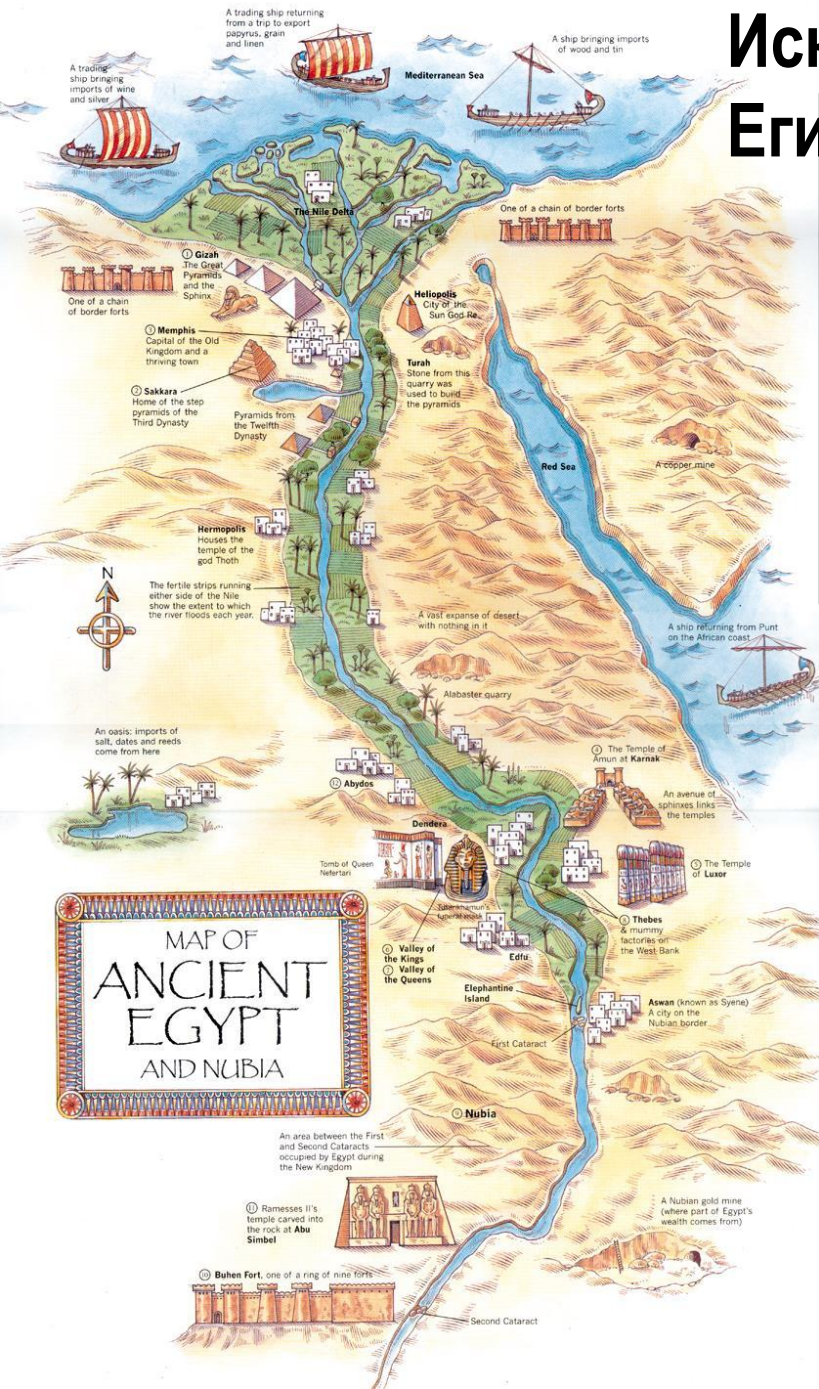 Иск
Еги
A trading ship returning
from a trip to export
papyrus, grain
and linen
A ship bringing imports
of wood and tin
A trading
ship bringing
imports of wine
and silver
Mediterranean Sea
The Nile Delta
One of a chain of border forts
① Gizah
The Great
Pyramids
and the
Sphinx
One of a chain
of border forts
Heliopolis
City of the
Sun God Re
③ Memphis
Capital of the Old
Kingdom and a
thriving town
Turah
Stone from this
quarry was
used to build
the pyramids
② Sakkara
Home of the step
pyramids of the
Third Dynasty
Pyramids from
the Twelfth
Dynasty
Red Sea
A copper mine
Hermopolis
Houses the
temple of the
god Thoth
N
The fertile strips running
either side of the Nile
show the extent to which
the river floods each year.
A vast expanse of desert
with nothing in it
A ship returning from Punt
on the African coast
Alabaster quarry
An oasis: imports of
salt, dates and reeds
come from here
④ The Temple of
Amun at Karnak
⑫ Abydos
An avenue of
sphinxes links
the temples
Dendera
Tomb of Queen
Nefertari
⑤ The Temple
of Luxor
Tutankhamun's
funeral mask
⑧ Thebes
& mummy
factories on
the West Bank
⑥ Valley of
the Kings
⑦ Valley of
the Queens
Edfu
MAP OF
ANCIENT
EGYPT
AND NUBIA
Elephantine
Island
Aswan (known as Syene)
A city on the
Nubian border
First Cataract
⑨ Nubia
An area between the First
and Second Cataracts
occupied by Egypt during
the New Kingdom
A Nubian gold mine
(where part of Egypt's
wealth comes from)
⑪ Ramesses II's
temple carved into
the rock at Abu
Simbel
⑩ Buhen Fort, one of a ring of nine forts
Second Cataract